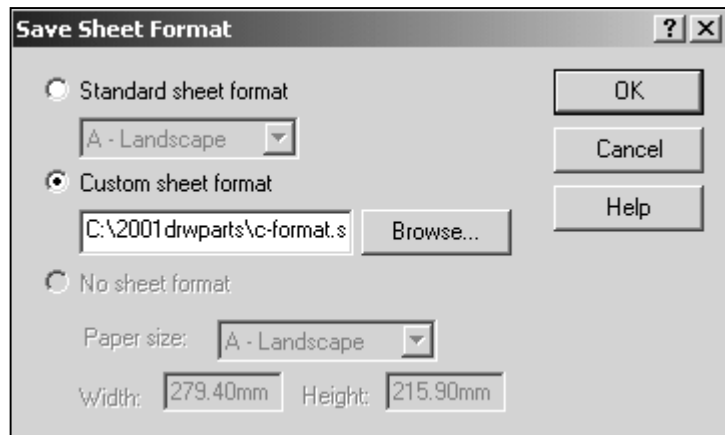 Save Sheet Format
Standard sheet format
OK
A - Landscape
Cancel
Custom sheet format
Help
C:\2001drwparts\c-format.s
Browse...
No sheet format
Paper size: A - Landscape
Width: 279.40mm Height: 215.90mm